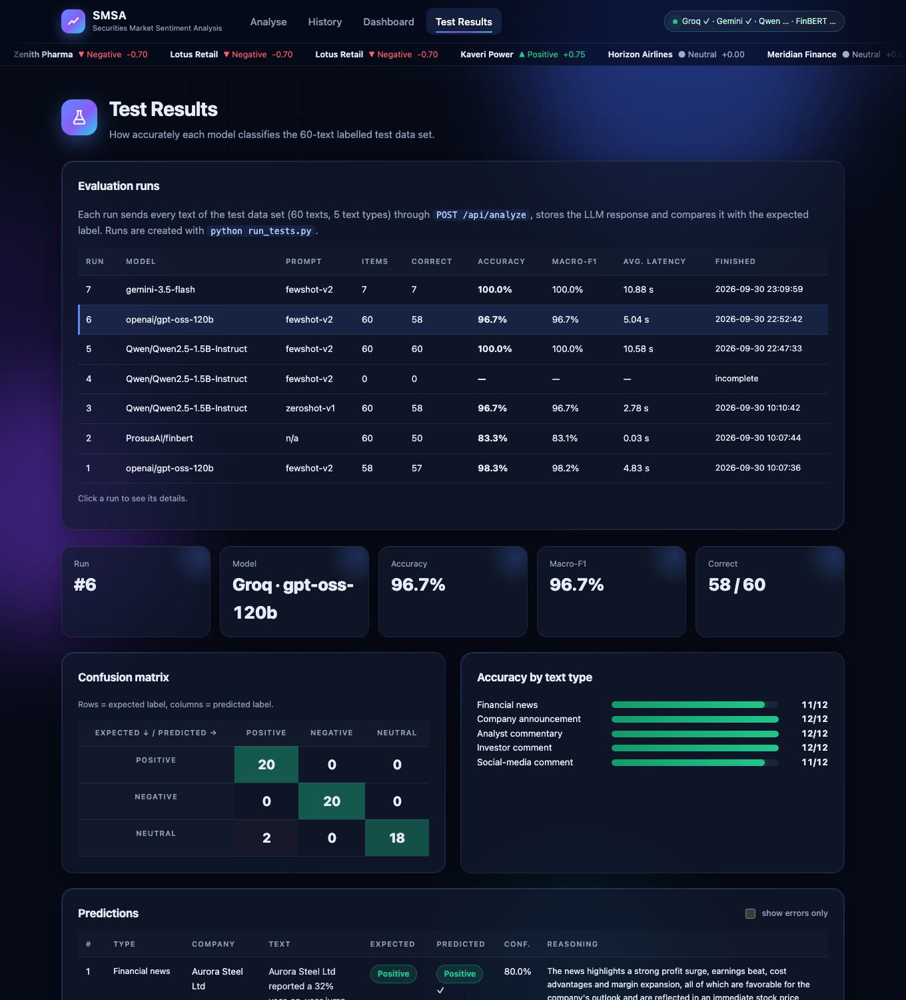 SMSA
Securities Market Sentiment Analysis
Analyse
History
Dashboard
Test Results
Groq ✓ · Gemini ✓ · Qwen ... · FinBERT ...
Zenith Pharma ▼ Negative -0.70
Lotus Retail ▼ Negative -0.70
Lotus Retail ▼ Negative -0.70
Kaveri Power ▲ Positive +0.75
Horizon Airlines ● Neutral +0.00
Meridian Finance ● Neutral
Test Results
How accurately each model classifies the 60-text labelled test data set.
Evaluation runs
Each run sends every text of the test data set (60 texts, 5 text types) through POST /api/analyze, stores the LLM response and compares it with the expected
label. Runs are created with python run_tests.py.
RUN MODEL PROMPT ITEMS CORRECT ACCURACY MACRO-F1 AVG. LATENCY FINISHED
7 gemini-3.5-flash fewshot-v2 7 7 100.0% 100.0% 10.88 s 2026-09-30 23:09:59
6 openai/gpt-oss-120b fewshot-v2 60 58 96.7% 96.7% 5.04 s 2026-09-30 22:52:42
5 Qwen/Qwen2.5-1.5B-Instruct fewshot-v2 60 60 100.0% 100.0% 10.58 s 2026-09-30 22:47:33
4 Qwen/Qwen2.5-1.5B-Instruct fewshot-v2 0 0 — — — incomplete
3 Qwen/Qwen2.5-1.5B-Instruct zeroshot-v1 60 58 96.7% 96.7% 2.78 s 2026-09-30 10:10:42
2 ProsusAI/finbert n/a 60 50 83.3% 83.1% 0.03 s 2026-09-30 10:07:44
1 openai/gpt-oss-120b fewshot-v2 58 57 98.3% 98.2% 4.83 s 2026-09-30 10:07:36
Click a run to see its details.
Run
#6
Model
Groq · gpt-oss-
120b
Accuracy
96.7%
Macro-F1
96.7%
Correct
58 / 60
Confusion matrix
Rows = expected label, columns = predicted label.
EXPECTED ↓ / PREDICTED → POSITIVE NEGATIVE NEUTRAL
POSITIVE 20 0 0
NEGATIVE 0 20 0
NEUTRAL 2 0 18
Accuracy by text type
Financial news 11/12
Company announcement 12/12
Analyst commentary 12/12
Investor comment 12/12
Social-media comment 11/12
Predictions
show errors only
# TYPE COMPANY TEXT EXPECTED PREDICTED CONF. REASONING
1 Financial news Aurora Steel Aurora Steel Ltd Positive Positive 80.0% The news highlights a strong profit surge, earnings beat, cost
Ltd reported a 32% ✓ advantages and margin expansion, all of which are favorable for the
year-on-year jump company's outlook and are reflected in an immediate stock price